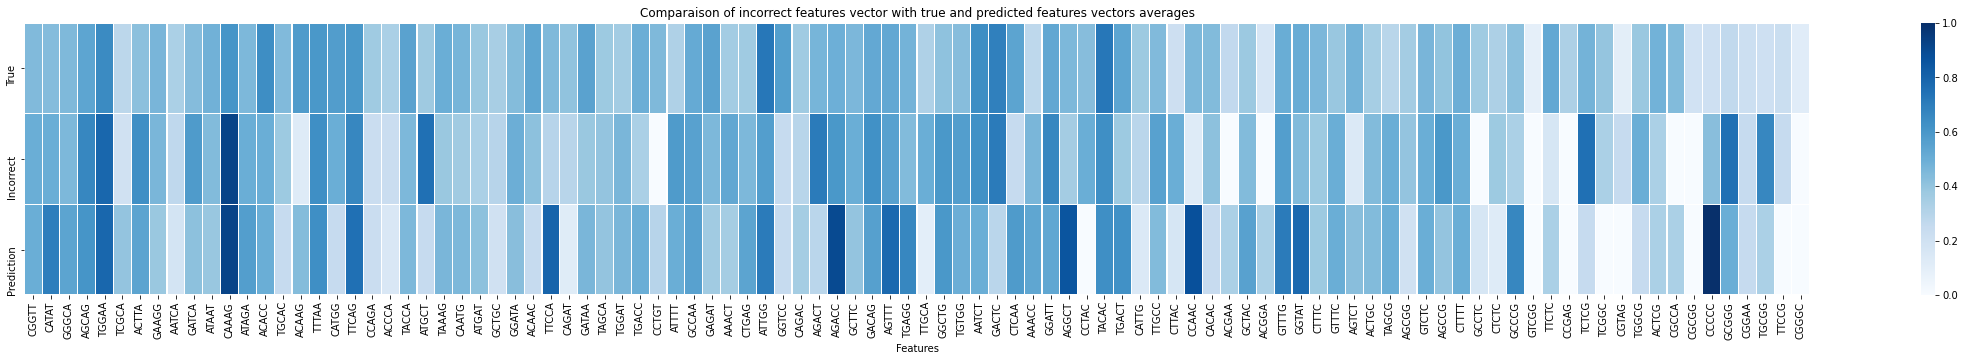 Comparaison of incorrect features vector with true and predicted features vectors averages
True
Incorrect
Prediction
CGGTT CATAT GGGCA AGCAG TGGAA TCGCA ACTTA GAAGG AATCA GATCA ATAAT CAAAG ATAGA ACACC TGCAC ACAAG TTTAA CATGG TTCAG CCAGA ACCCA TACCA ATGCT TAAAG CAATG ATGAT GCTGC GGATA ACAAC TTCCA CAGAT GATAA TAGCA TGGAT TGACC CCTGT ATTTT GCCAA GAGAT AAACT CTGAG ATTGG GGTCC CAGAC AGACT AGACC GCTTC GACAG AGTTT TGAGG TTGCA GGCTG TGTGG AATCT GACTC CTCAA AAACC GGATT AGGCT CCTAC TACAC TGACT CATTG TTGCC CTTAC CCAAC CACAC ACGAA GCTAC ACGGA GTTTG GGTAT CTTTC GTTTC AGTCT ACTGC TAGCG AGCGG GTCTC AGCCG CTTTT GCCTC CTCTC GCCCG GTCGG TTCTC CCGAG TCTCG TCGGC CGTAG TGGCG ACTCG CGCCA CGCGG CCCCC GCGGG CGGAA TGCGG TTCCG CGGGC
Features
1.0
0.8
0.6
0.4
0.2
0.0